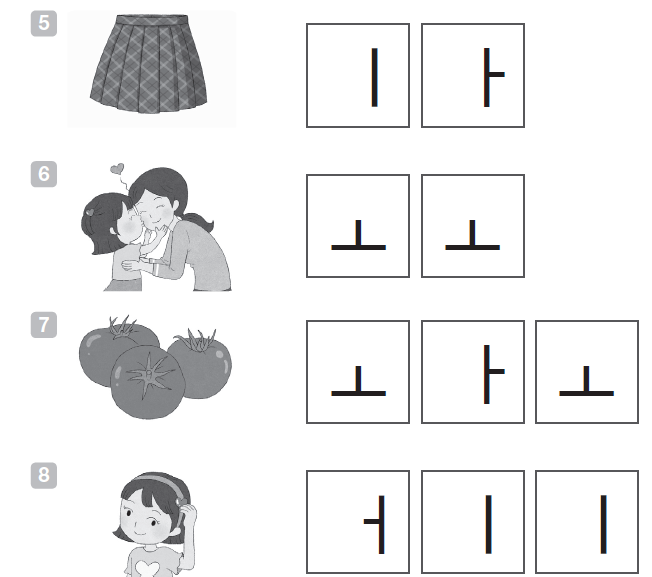 5 ㅣ ㅏ
6 ㅗ ㅗ
7 ㅗ ㅏ ㅗ
8 ㅓ ㅣ ㅣ